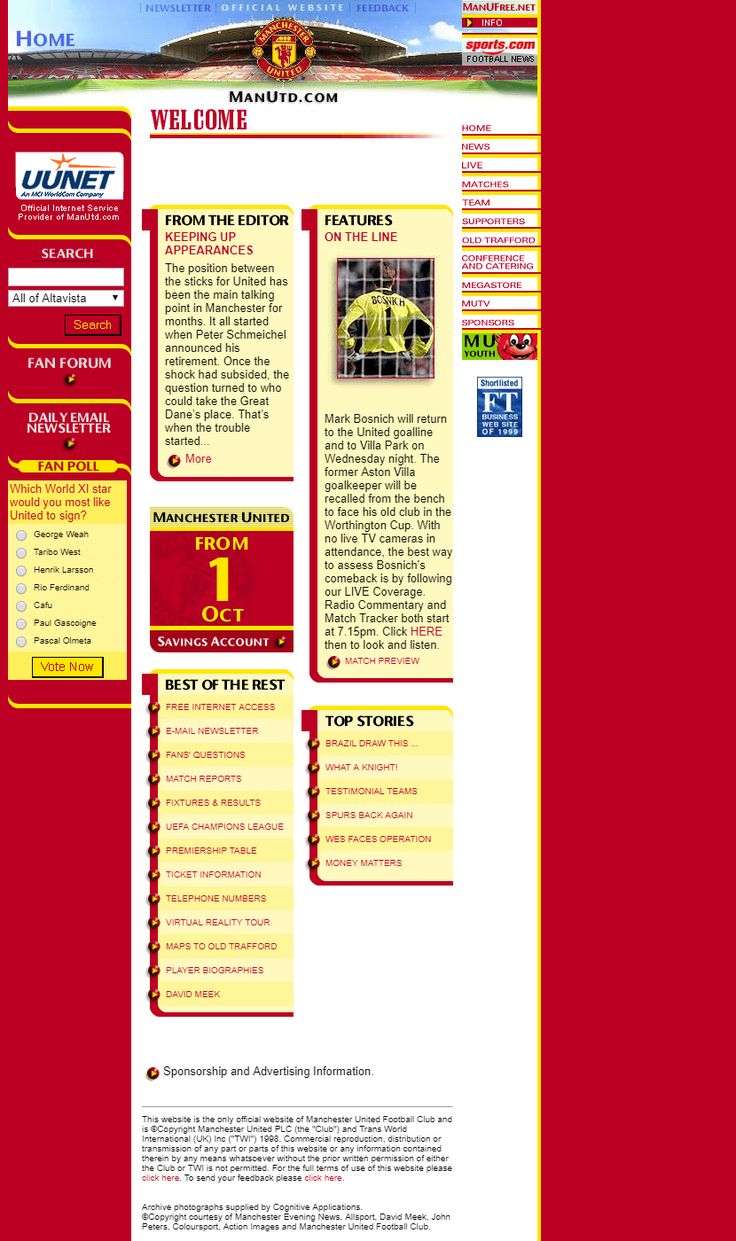 NEWSLETTER | OFFICIAL WEBSITE | FEEDBACK
HOME
MANCHESTER
UNITED
MANUTD.COM
MANUFREE.NET
INFO
sports.com
FOOTBALL NEWS
WELCOME
UUNET
An MCI WorldCom Company
Official Internet Service
Provider of ManUtd.com
SEARCH
All of Altavista
Search
FAN FORUM
DAILY EMAIL
NEWSLETTER
FAN POLL
Which World XI star
would you most like
United to sign?
George Weah
Taribo West
Henrik Larsson
Rio Ferdinand
Cafu
Paul Gascoigne
Pascal Olmeta
Vote Now
FROM THE EDITOR
KEEPING UP
APPEARANCES
The position between
the sticks for United has
been the main talking
point in Manchester for
months. It all started
when Peter Schmeichel
announced his
retirement. Once the
shock had subsided, the
question turned to who
could take the Great
Dane's place. That's
when the trouble
started...
More
MANCHESTER UNITED
FROM
1
OCT
SAVINGS ACCOUNT
BEST OF THE REST
FREE INTERNET ACCESS
E-MAIL NEWSLETTER
FANS' QUESTIONS
MATCH REPORTS
FIXTURES & RESULTS
UEFA CHAMPIONS LEAGUE
PREMIERSHIP TABLE
TICKET INFORMATION
TELEPHONE NUMBERS
VIRTUAL REALITY TOUR
MAPS TO OLD TRAFFORD
PLAYER BIOGRAPHIES
DAVID MEEK
FEATURES
ON THE LINE
BOSNICH
1
Mark Bosnich will return
to the United goalline
and to Villa Park on
Wednesday night. The
former Aston Villa
goalkeeper will be
recalled from the bench
to face his old club in the
Worthington Cup. With
no live TV cameras in
attendance, the best way
to assess Bosnich's
comeback is by following
our LIVE Coverage.
Radio Commentary and
Match Tracker both start
at 7.15pm. Click HERE
then to look and listen.
MATCH PREVIEW
TOP STORIES
BRAZIL DRAW THIS ...
WHAT A KNIGHT!
TESTIMONIAL TEAMS
SPURS BACK AGAIN
WES FACES OPERATION
MONEY MATTERS
HOME
NEWS
LIVE
MATCHES
TEAM
SUPPORTERS
OLD TRAFFORD
CONFERENCE
AND CATERING
MEGASTORE
MUTV
SPONSORS
MU
YOUTH
Shortlisted
FT
BUSINESS
WEB SITE
OF 1999
Sponsorship and Advertising Information.
This website is the only official website of Manchester United Football Club and
is ©Copyright Manchester United PLC (the "Club") and Trans World
International (UK) Inc ("TWI") 1998. Commercial reproduction, distribution or
transmission of any part or parts of this website or any information contained
therein by any means whatsoever without the prior written permission of either
the Club or TWI is not permitted. For the full terms of use of this website please
click here. To send your feedback please click here.
Archive photographs supplied by Cognitive Applications.
©Copyright courtesy of Manchester Evening News, Allsport, David Meek, John
Peters, Coloursport, Action Images and Manchester United Football Club.